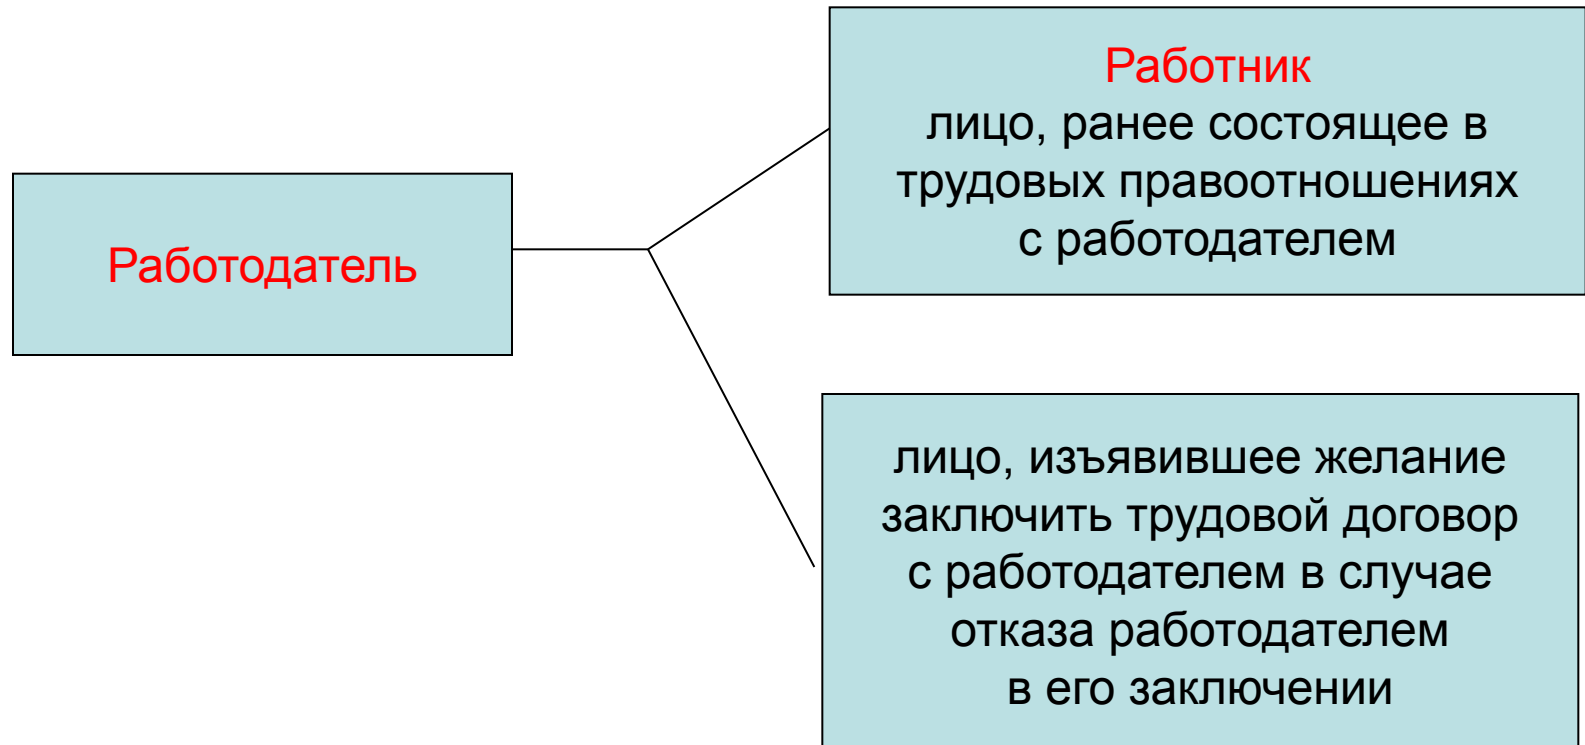 Работодатель
Работник
лицо, ранее состоящее в
трудовых правоотношениях
с работодателем
лицо, изъявившее желание
заключить трудовой договор
с работодателем в случае
отказа работодателем
в его заключении